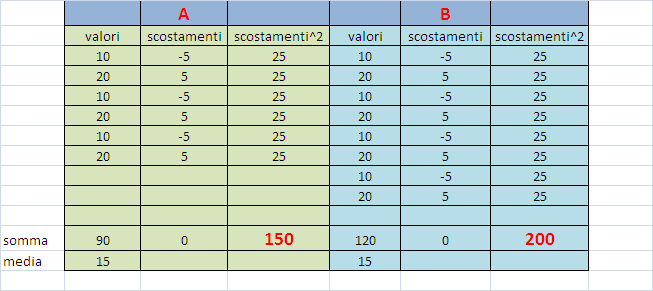 A B
valori scostamenti scostamenti^2 valori scostamenti scostamenti^2
10 -5 25 10 -5 25
20 5 25 20 5 25
10 -5 25 10 -5 25
20 5 25 20 5 25
10 -5 25 10 -5 25
20 5 25 20 5 25
10 -5 25
20 5 25
somma 90 0 150 120 0 200
media 15 15